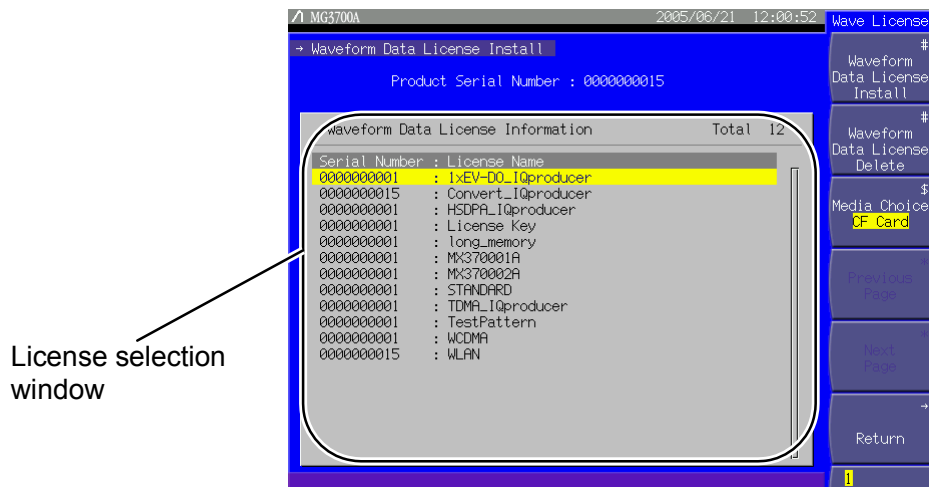 MG3700A 2005/06/21 12:00:52 Wave License
→ Waveform Data License Install
Product Serial Number : 0000000015
Waveform Data License Information Total 12
Serial Number : License Name
0000000001 : 1xEV-DO_IQproducer
0000000015 : Convert_IQproducer
0000000001 : HSDPA_IQproducer
0000000001 : License Key
0000000001 : long_memory
0000000001 : MX370001A
0000000001 : MX370002A
0000000001 : STANDARD
0000000001 : TDMA_IQproducer
0000000001 : TestPattern
0000000001 : WCDMA
0000000015 : WLAN
#
Waveform
Data License
Install
#
Waveform
Data License
Delete
$
Media Choice
CF Card
*
Previous
Page
*
Next
Page
→
Return
1
License selection
window